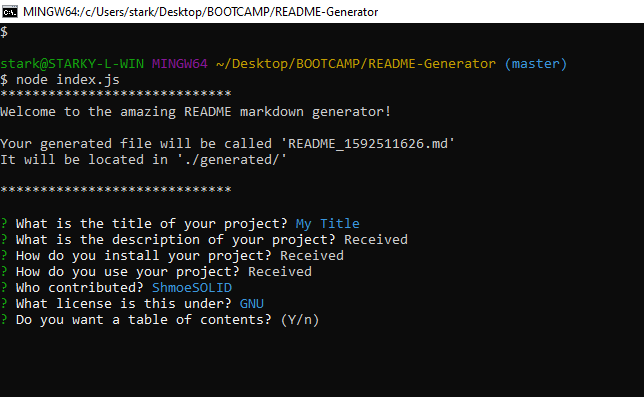 MINGW64:/c/Users/stark/Desktop/BOOTCAMP/README-Generator
$
stark@STARKY-L-WIN MINGW64 ~/Desktop/BOOTCAMP/README-Generator (master)
$ node index.js
*****************************
Welcome to the amazing README markdown generator!
Your generated file will be called 'README_1592511626.md'
It will be located in './generated/'
*****************************
? What is the title of your project? My Title
? What is the description of your project? Received
? How do you install your project? Received
? How do you use your project? Received
? Who contributed? ShmoeSOLID
? What license is this under? GNU
? Do you want a table of contents? (Y/n)